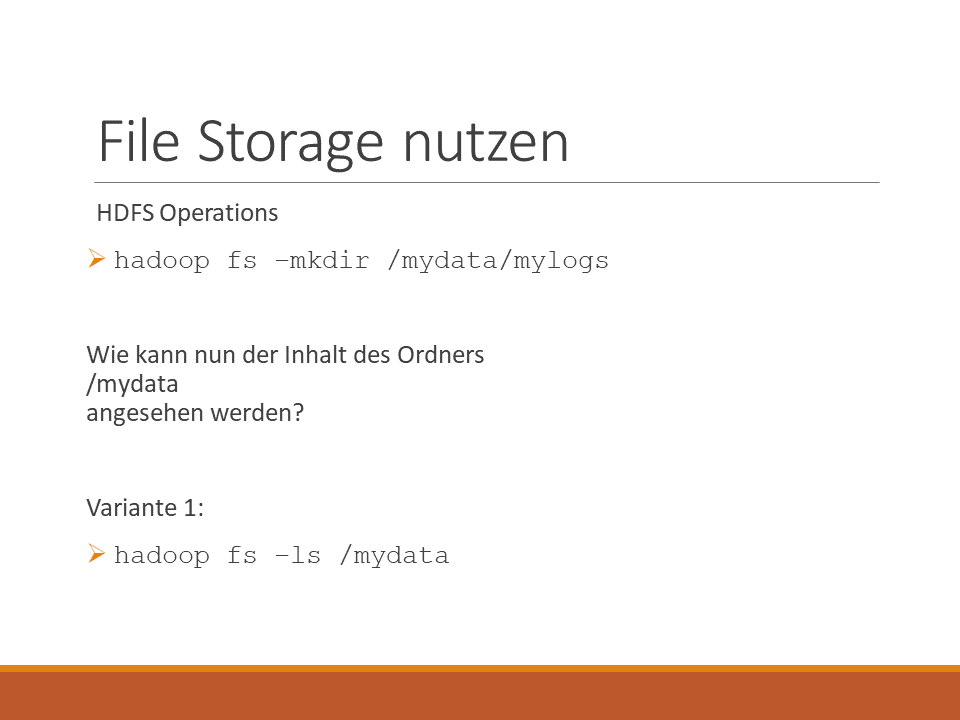 File Storage nutzen
HDFS Operations
hadoop fs –mkdir /mydata/mylogs
Wie kann nun der Inhalt des Ordners
/mydata
angesehen werden?
Variante 1:
hadoop fs –ls /mydata